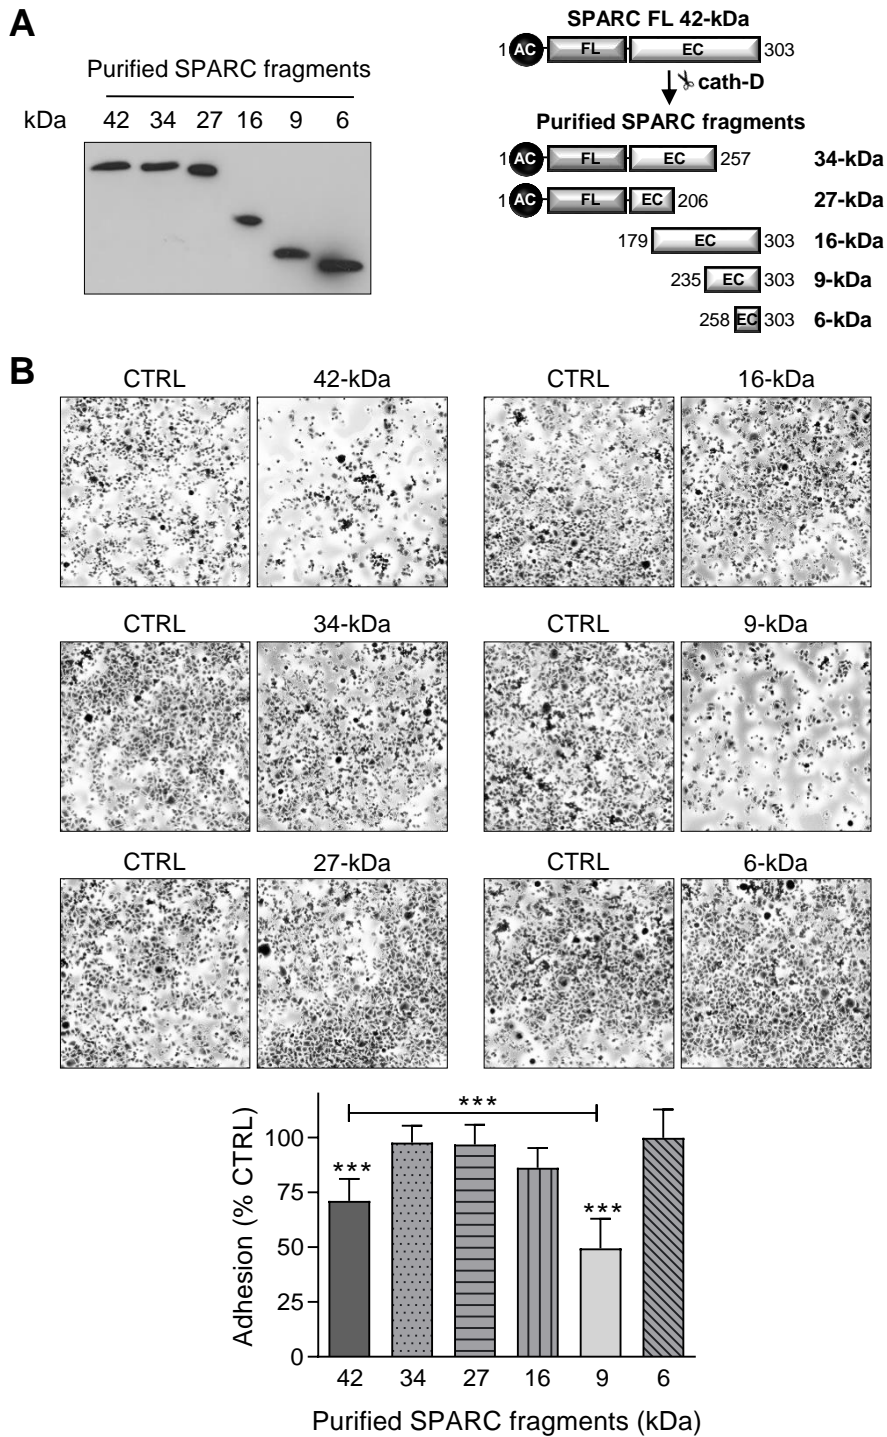 A
Purified SPARC fragments
kDa 42 34 27 16 9 6
SPARC FL 42-kDa
1 AC FL EC 303
cath-D
Purified SPARC fragments
1 AC FL EC 257 34-kDa
1 AC FL EC 206 27-kDa
179 EC 303 16-kDa
235 EC 303 9-kDa
258 EC 303 6-kDa
B
CTRL 42-kDa CTRL 16-kDa
CTRL 34-kDa CTRL 9-kDa
CTRL 27-kDa CTRL 6-kDa
Adhesion (% CTRL)
100
75
50
25
0
***
***
***
42 34 27 16 9 6
Purified SPARC fragments (kDa)